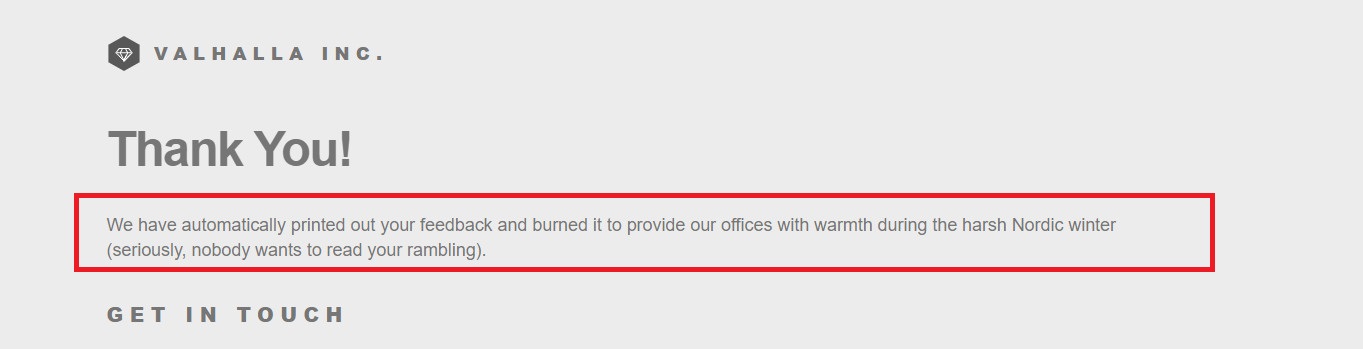 VALHALLA INC.
Thank You!
We have automatically printed out your feedback and burned it to provide our offices with warmth during the harsh Nordic winter
(seriously, nobody wants to read your rambling).
GET IN TOUCH